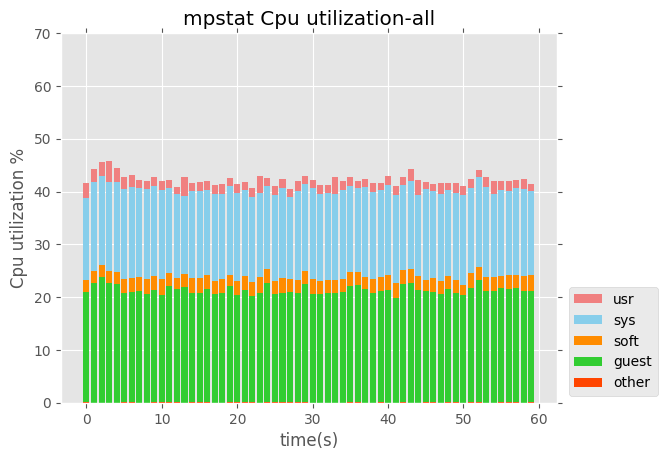 mpstat Cpu utilization-all
70
60
50
40
30
20
10
0
Cpu utilization %
0 10 20 30 40 50 60
time(s)
usr
sys
soft
guest
other